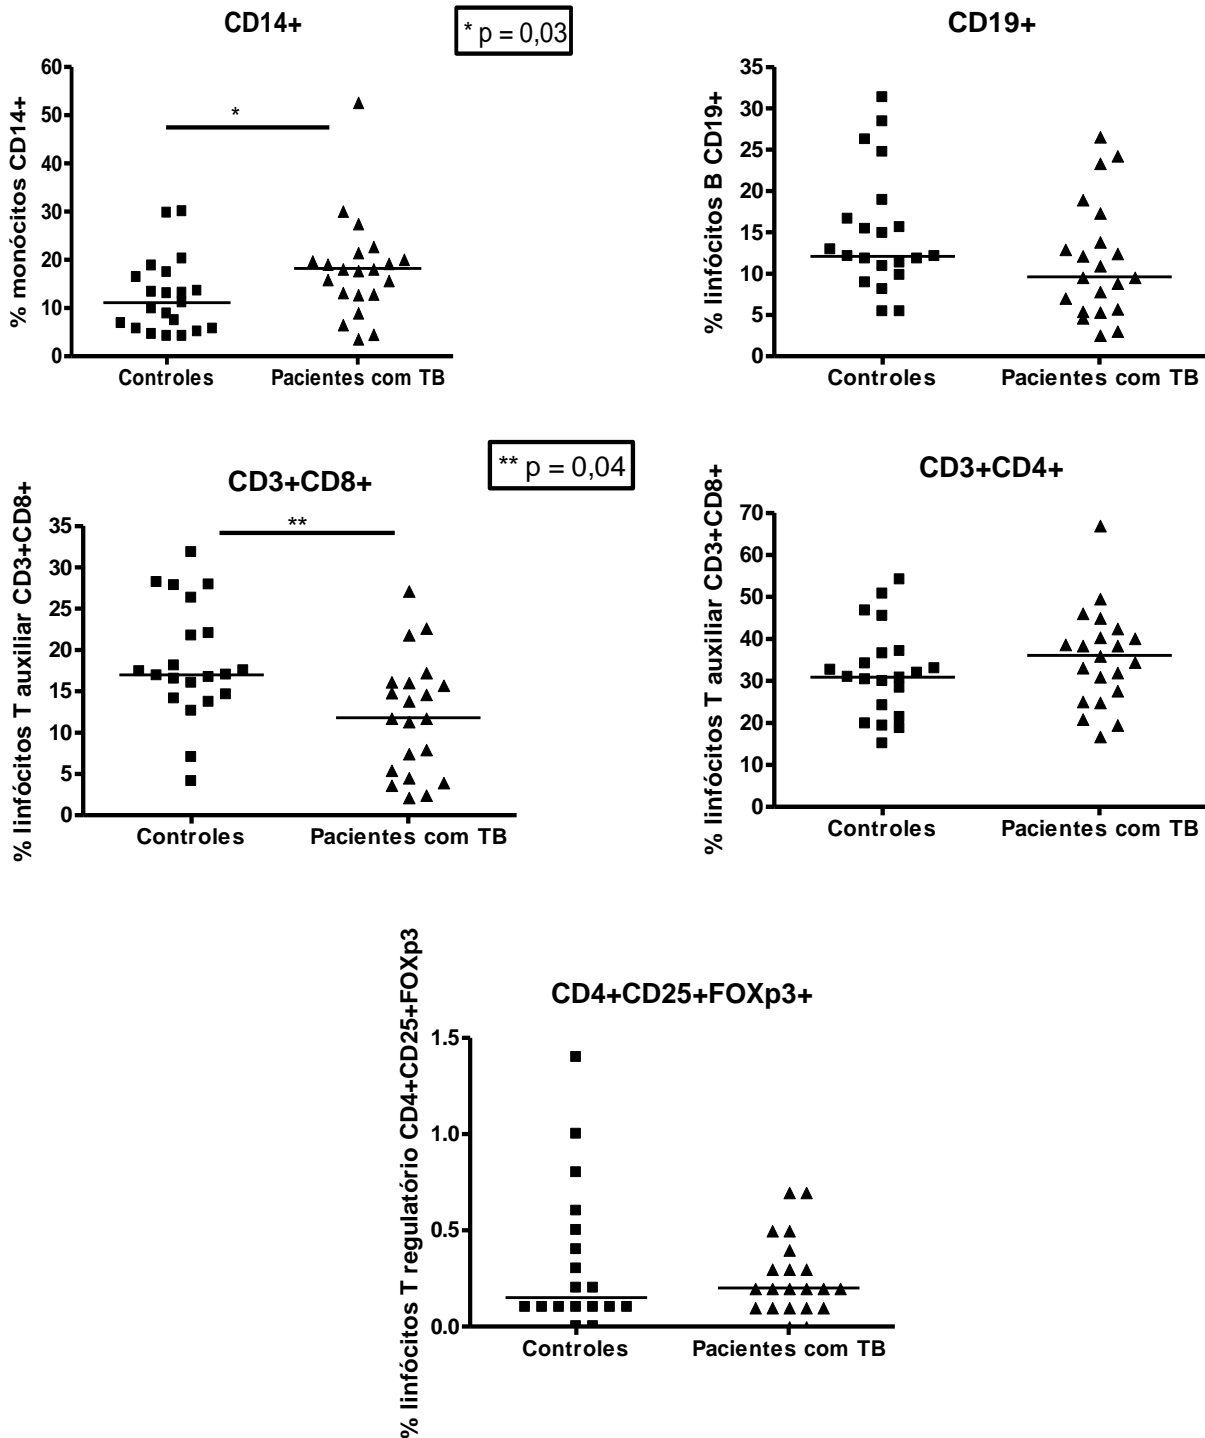 CD14+
* p = 0,03
% monócitos CD14+
60
50
40
30
20
10
0
*
Controles
Pacientes com TB
CD19+
% linfócitos B CD19+
35
30
25
20
15
10
5
0
Controles
Pacientes com TB
CD3+CD8+
** p = 0,04
% linfócitos T auxiliar CD3+CD8+
35
30
25
20
15
10
5
0
**
Controles
Pacientes com TB
CD3+CD4+
% linfócitos T auxiliar CD3+CD8+
70
60
50
40
30
20
10
0
Controles
Pacientes com TB
CD4+CD25+FOXp3+
% linfócitos T regulatório CD4+CD25+FOXp3
1.5
1.0
0.5
0.0
Controles
Pacientes com TB